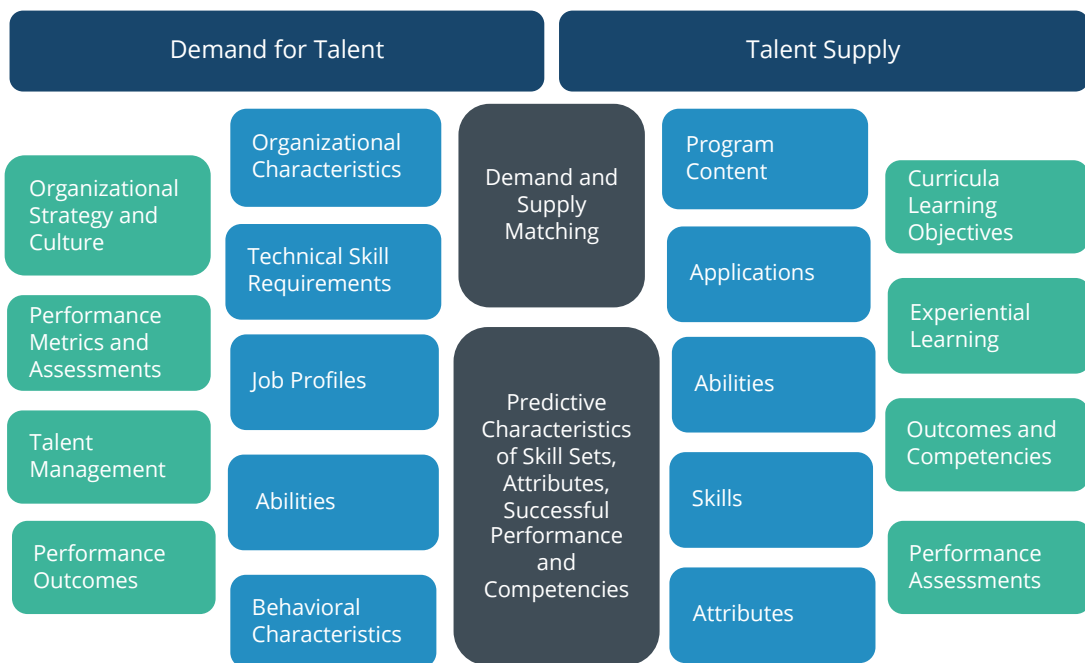 Demand for Talent
Talent Supply
Organizational
Strategy and
Culture
Performance
Metrics and
Assessments
Talent
Management
Performance
Outcomes
Organizational
Characteristics
Technical Skill
Requirements
Job Profiles
Abilities
Behavioral
Characteristics
Demand and
Supply
Matching
Predictive
Characteristics
of Skill Sets,
Attributes,
Successful
Performance
and
Competencies
Program
Content
Applications
Abilities
Skills
Attributes
Curricula
Learning
Objectives
Experiential
Learning
Outcomes and
Competencies
Performance
Assessments